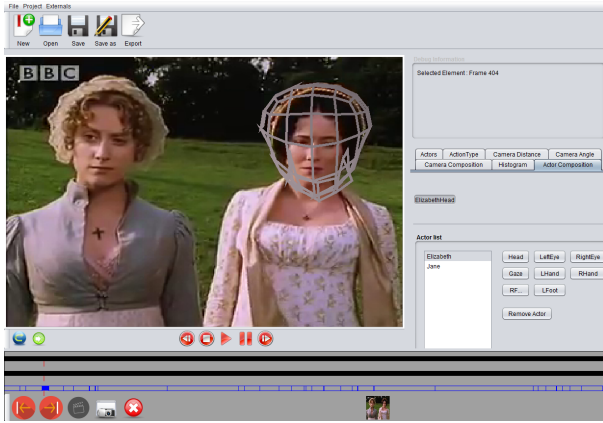 File Project Externals
New Open Save Save as Export
BBC
Selected Element : Frame 404
Actors ActionType Camera Distance Camera Angle
Camera Composition Histogram Actor Composition
ElizabethHead
Actor list
Elizabeth
Jane
Head LeftEye RightEye
Gaze LHand RHand
RF... LFoot
Remove Actor